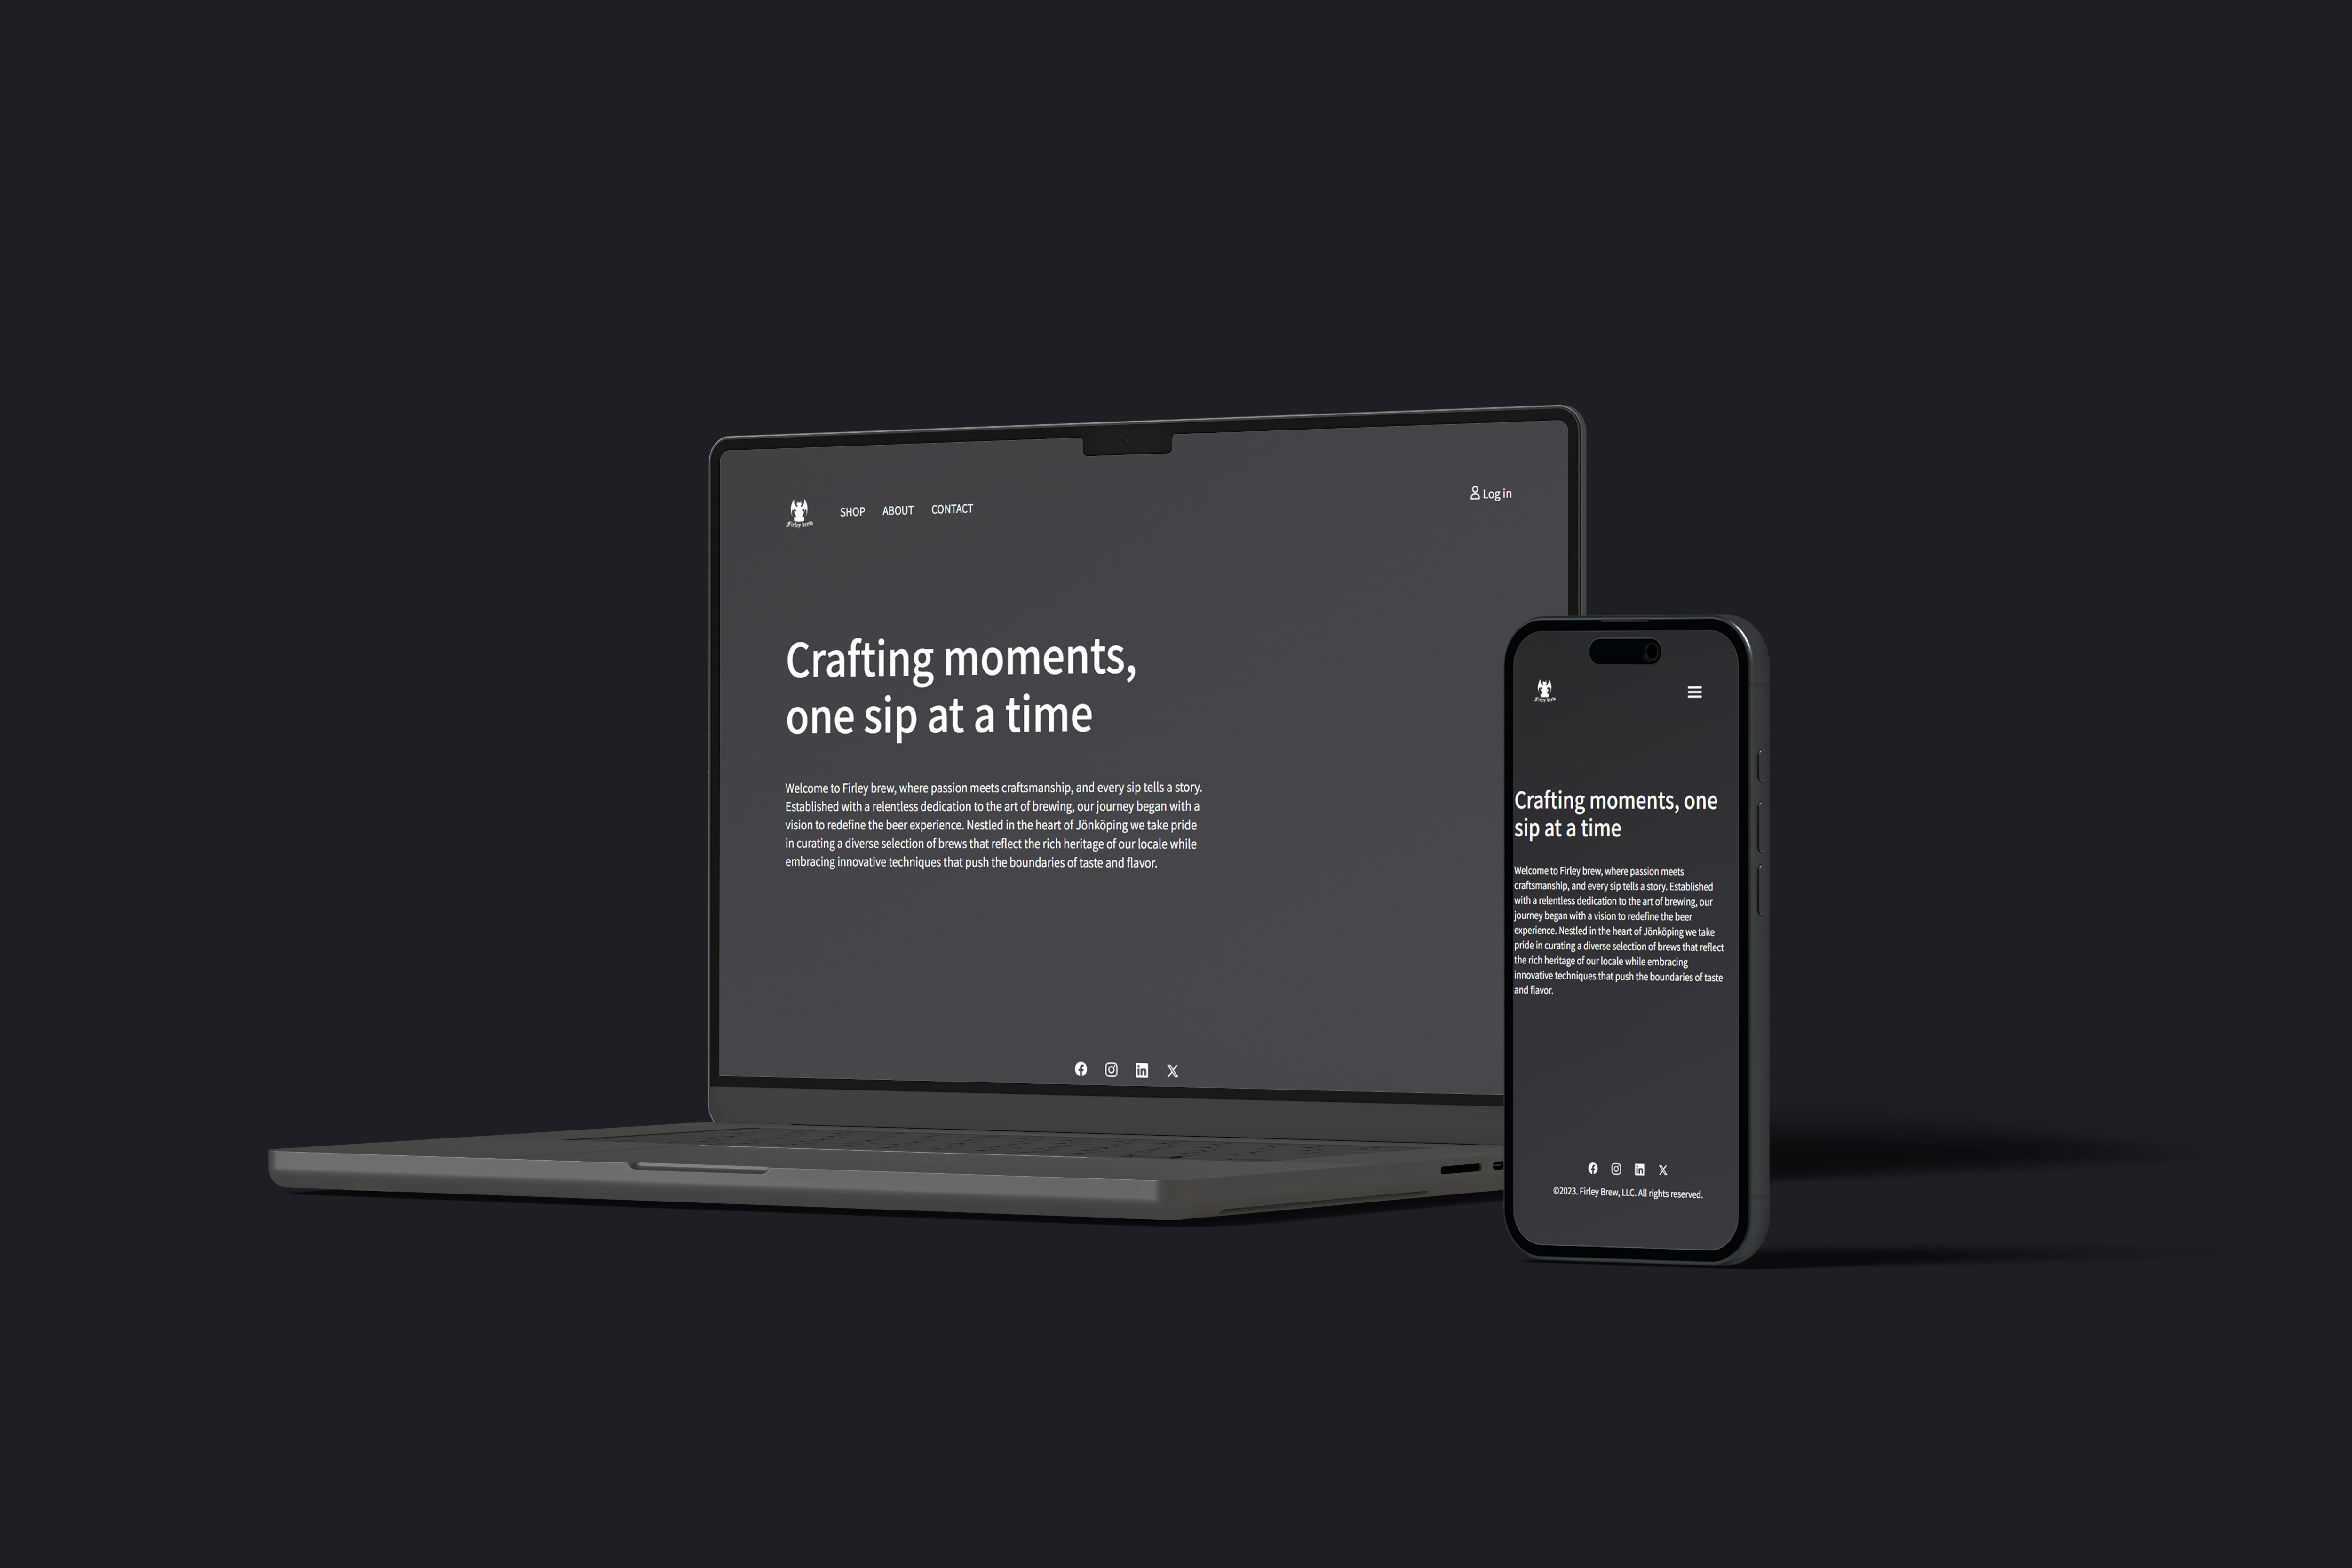 Firley brew
SHOP ABOUT CONTACT
Log in
Crafting moments,
one sip at a time
Welcome to Firley brew, where passion meets craftsmanship, and every sip tells a story.
Established with a relentless dedication to the art of brewing, our journey began with a
vision to redefine the beer experience. Nestled in the heart of Jönköping we take pride
in curating a diverse selection of brews that reflect the rich heritage of our locale while
embracing innovative techniques that push the boundaries of taste and flavor.
Firley brew
Crafting moments, one
sip at a time
Welcome to Firley brew, where passion meets
craftsmanship, and every sip tells a story. Established
with a relentless dedication to the art of brewing, our
journey began with a vision to redefine the beer
experience. Nestled in the heart of Jönköping we take
pride in curating a diverse selection of brews that reflect
the rich heritage of our locale while embracing
innovative techniques that push the boundaries of taste
and flavor.
©2023. Firley Brew, LLC. All rights reserved.